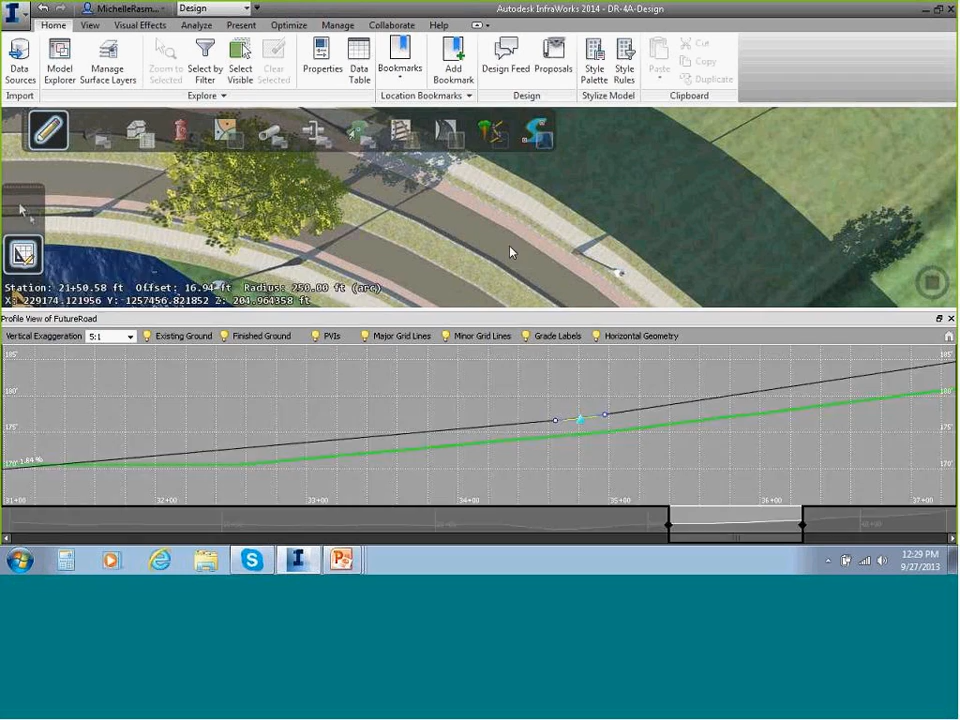 MichelleRasm... Design Autodesk InfraWorks 2014 - DR-4A-Design
Home View Visual Effects Analyze Present Optimize Manage Collaborate Help
Data Sources Model Explorer Manage Surface Layers Zoom to Selected Select by Filter Select Visible Clear Selected Properties Data Table Bookmarks Add Bookmark Design Feed Proposals Style Palette Style Rules Paste Cut
Copy
Duplicate
Import Explore Location Bookmarks Design Stylize Model Clipboard
Station: 21+50.58 ft Offset: 16.94 ft Radius: 250.00 ft (arc)
X: 229174.121956 Y: -1257456.821852 Z: 204.964358 ft
Profile View of FutureRoad
Vertical Exaggeration 5:1 Existing Ground Finished Ground PVIs Major Grid Lines Minor Grid Lines Grade Labels Horizontal Geometry
185' 185'
180' 180'
175' 175'
170' 1.84 % 170'
31+00 32+00 33+00 34+00 35+00 36+00 37+00
12:29 PM
9/27/2013